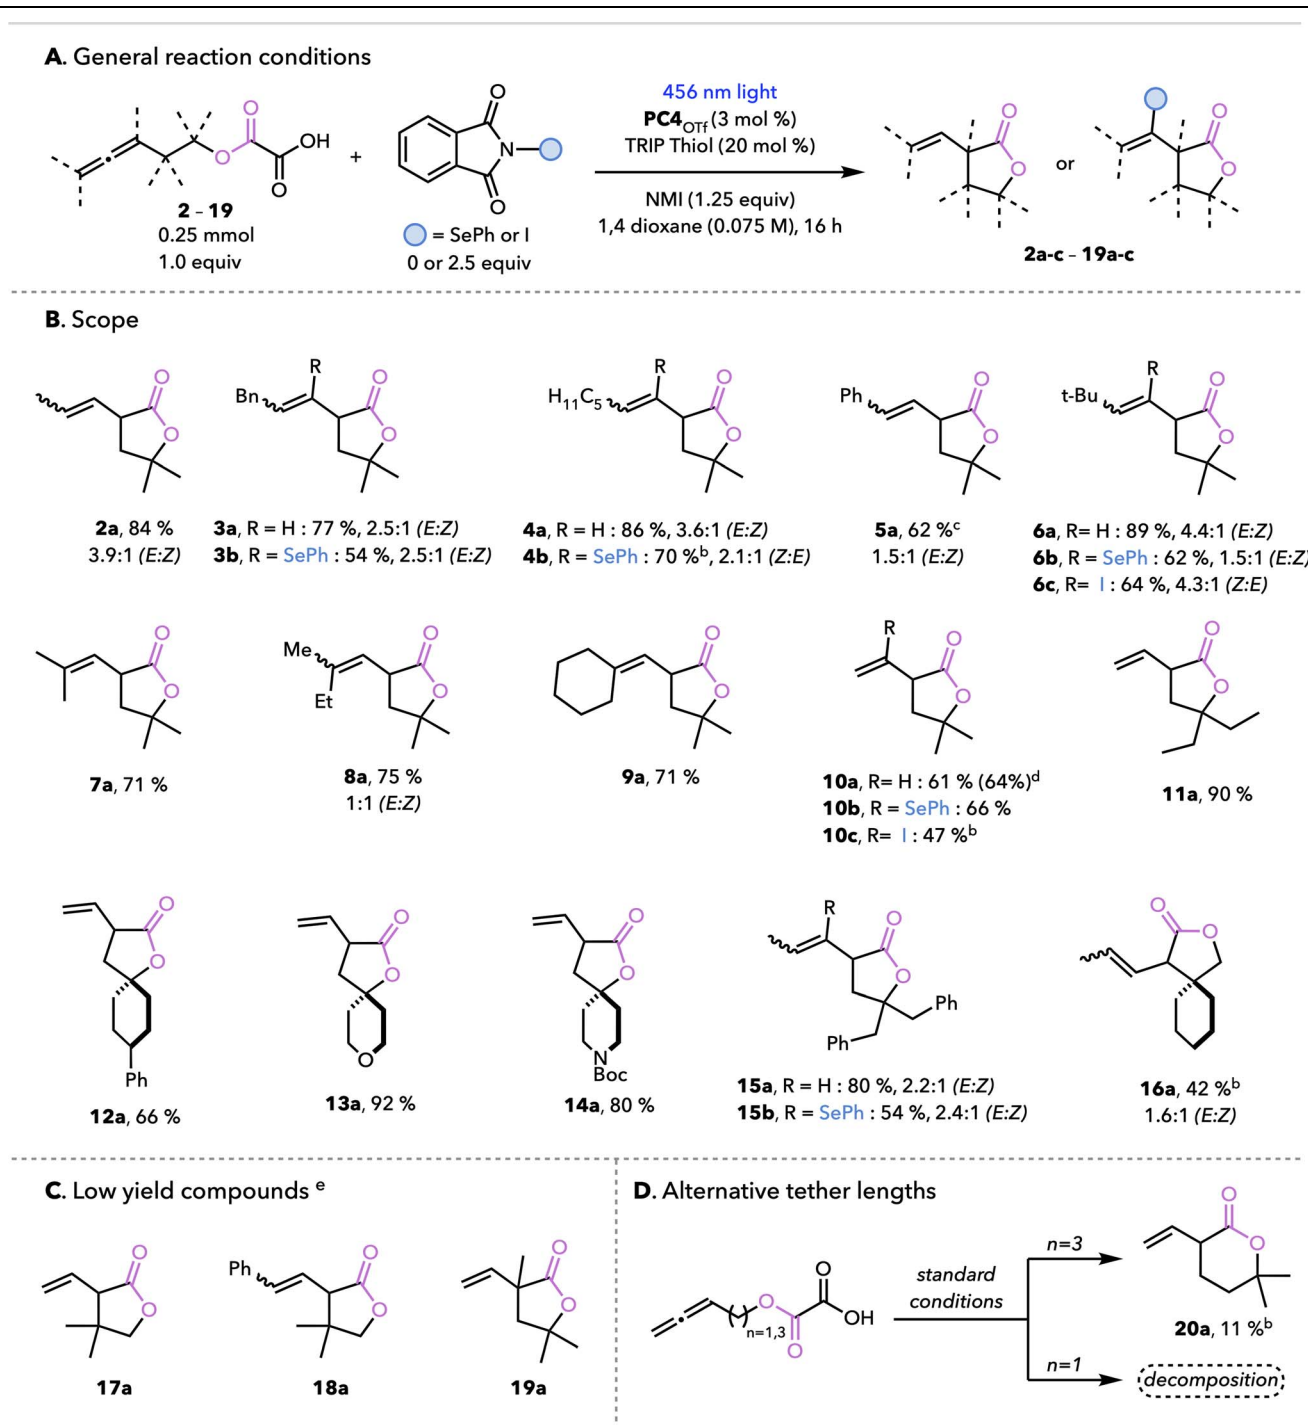 A. General reaction conditions
O
O
OH
O
2 – 19
0.25 mmol
1.0 equiv
+
O
N
O
= SePh or I
0 or 2.5 equiv
456 nm light
PC4OTf (3 mol %)
TRIP Thiol (20 mol %)
NMI (1.25 equiv)
1,4 dioxane (0.075 M), 16 h
O
O
or
O
O
2a-c – 19a-c
B. Scope
O
O
2a, 84 %
3.9:1 (E:Z)
R
Bn
O
O
3a, R = H : 77 %, 2.5:1 (E:Z)
3b, R = SePh : 54 %, 2.5:1 (E:Z)
R
H11C5
O
O
4a, R = H : 86 %, 3.6:1 (E:Z)
4b, R = SePh : 70 %b, 2.1:1 (Z:E)
Ph
O
O
5a, 62 %c
1.5:1 (E:Z)
R
t-Bu
O
O
6a, R= H : 89 %, 4.4:1 (E:Z)
6b, R = SePh : 62 %, 1.5:1 (E:Z)
6c, R= I : 64 %, 4.3:1 (Z:E)
O
O
7a, 71 %
Me
Et
O
O
8a, 75 %
1:1 (E:Z)
O
O
9a, 71 %
R
O
O
10a, R= H : 61 % (64%)d
10b, R = SePh : 66 %
10c, R= I : 47 %b
O
O
11a, 90 %
O
O
Ph
12a, 66 %
O
O
O
13a, 92 %
O
O
N
Boc
14a, 80 %
R
O
O
Ph
Ph
15a, R = H : 80 %, 2.2:1 (E:Z)
15b, R = SePh : 54 %, 2.4:1 (E:Z)
O
O
16a, 42 %b
1.6:1 (E:Z)
C. Low yield compounds e
O
O
17a
Ph
O
O
18a
O
O
19a
D. Alternative tether lengths
O
O
OH
O
n=1,3
standard
conditions
n=3
O
O
20a, 11 %b
n=1
decomposition